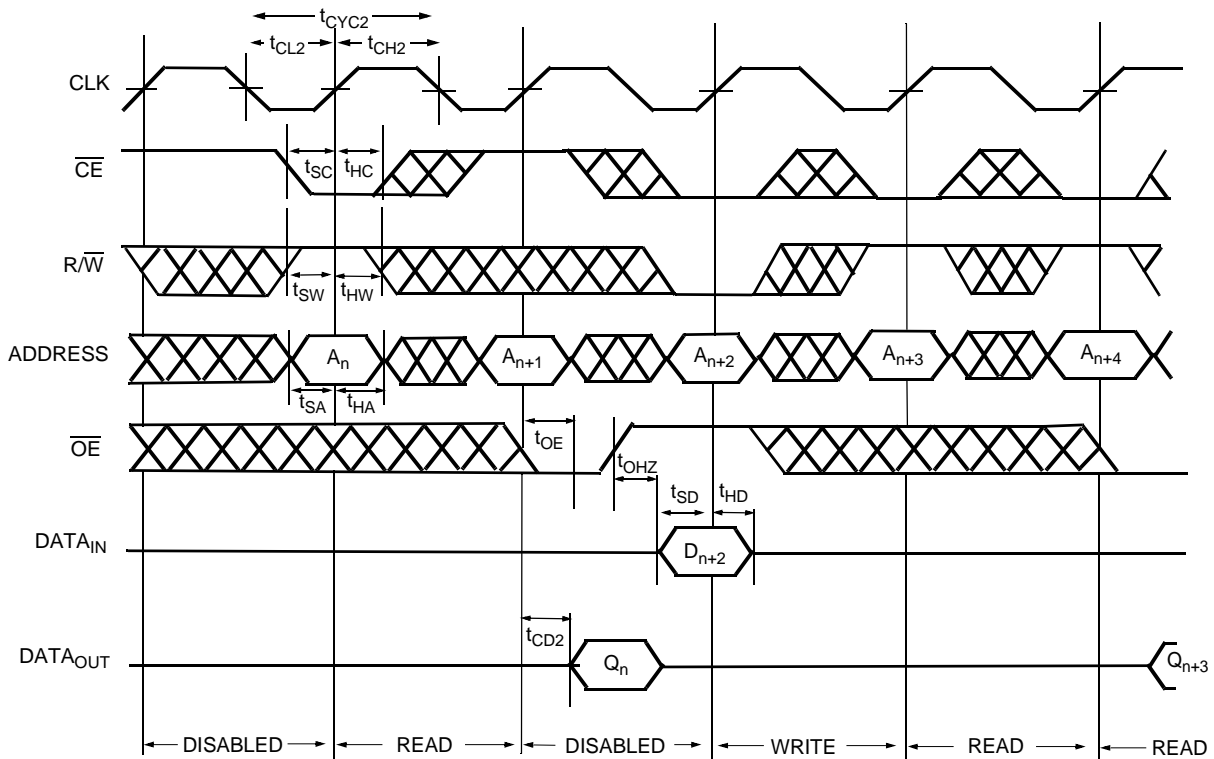 tCYC2
tCL2 tCH2
CLK
CE tSC tHC
R/W
tSW tHW
ADDRESS An An+1 An+2 An+3 An+4
tSA tHA
OE tOE
tOHZ
tSD tHD
DATAIN Dn+2
tCD2
DATAOUT Qn Qn+3
DISABLED READ DISABLED WRITE READ READ